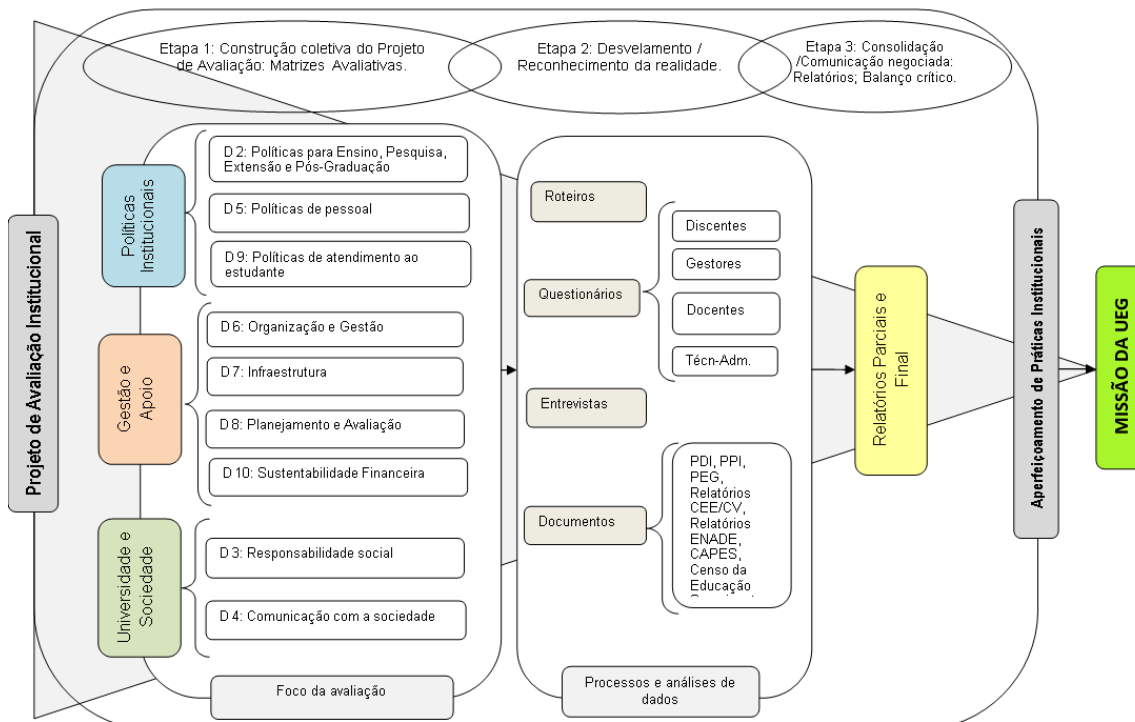 Etapa 1: Construção coletiva do Projeto
de Avaliação: Matrizes Avaliativas.
Etapa 2: Desvelamento /
Reconhecimento da realidade.
Etapa 3: Consolidação
/Comunicação negociada:
Relatórios; Balanço crítico.
Projeto de Avaliação Institucional
Políticas
Institucionais
D 2: Políticas para Ensino, Pesquisa,
Extensão e Pós-Graduação
D 5: Políticas de pessoal
D 9: Políticas de atendimento ao
estudante
Gestão e
Apoio
D 6: Organização e Gestão
D 7: Infraestrutura
D 8: Planejamento e Avaliação
D 10: Sustentabilidade Financeira
Universidade e
Sociedade
D 3: Responsabilidade social
D 4: Comunicação com a sociedade
Foco da avaliação
Roteiros
Questionários
Discentes
Gestores
Docentes
Técn-Adm.
Entrevistas
Documentos
PDI, PPI,
PEG,
Relatórios
CEE/CV,
Relatórios
ENADE,
CAPES,
Censo da
Educação
Processos e análises de
dados
Relatórios Parciais e
Final
Aperfeiçoamento de Práticas Institucionais
MISSÃO DA UEG